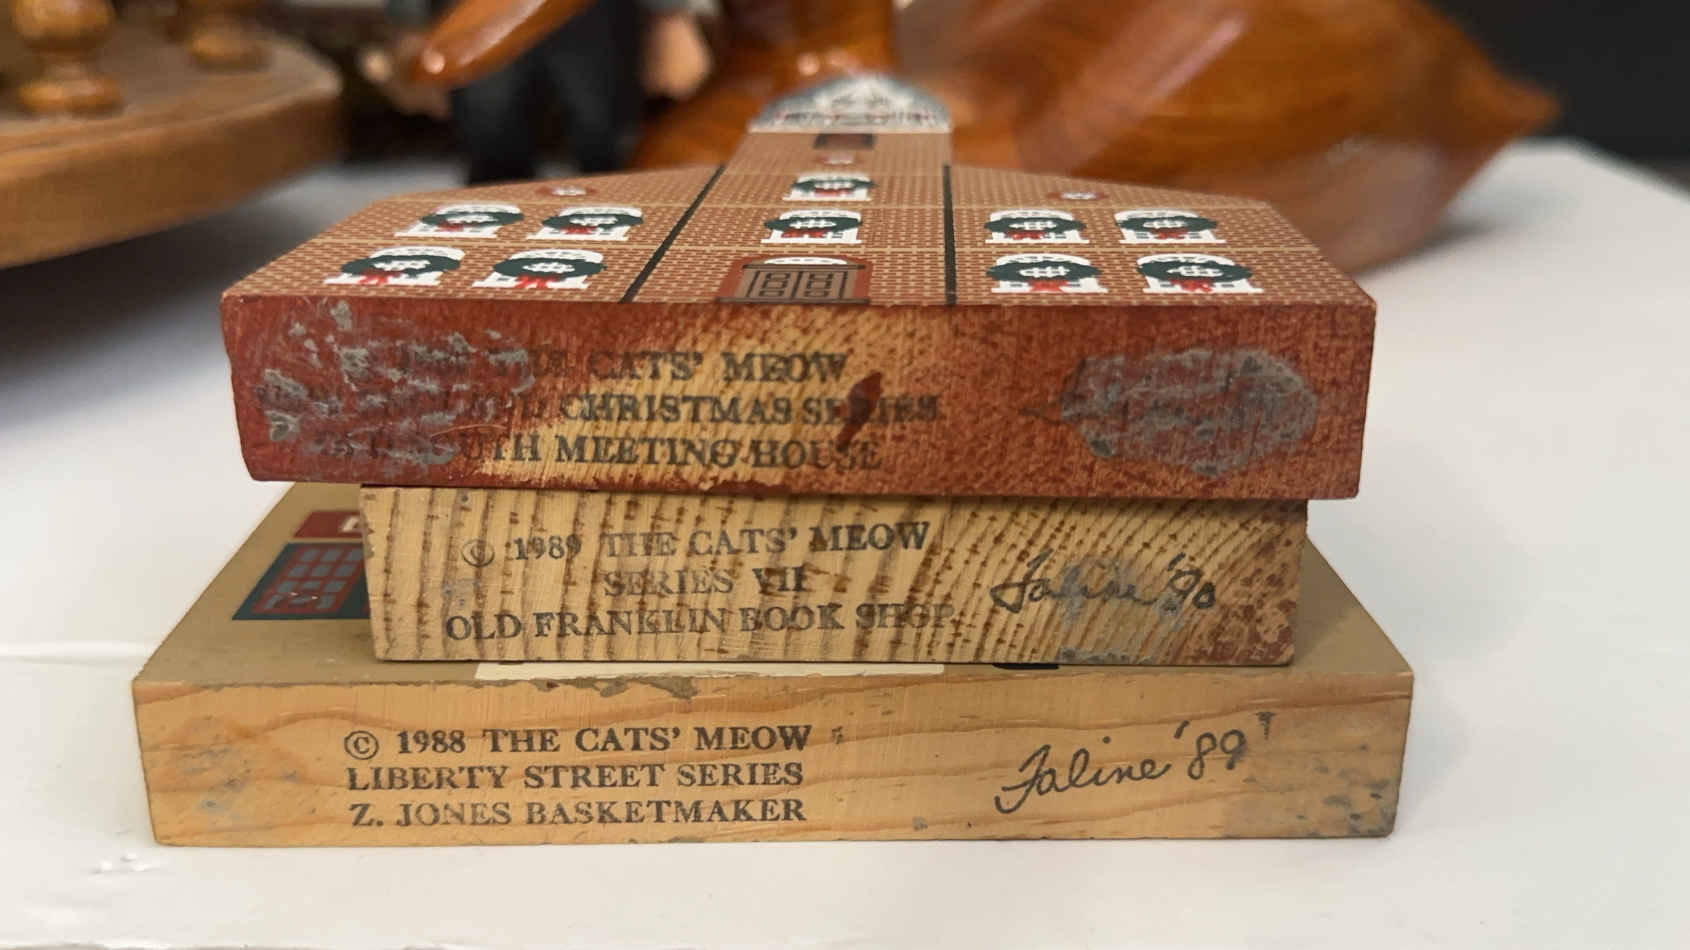 THE CATS' MEOW
CHRISTMAS SERIES
MEETING HOUSE
© 1989 THE CATS' MEOW
SERIES VII
OLD FRANKLIN BOOK SHOP
Faline '90
© 1988 THE CATS' MEOW
LIBERTY STREET SERIES
Z. JONES BASKETMAKER
Faline '89